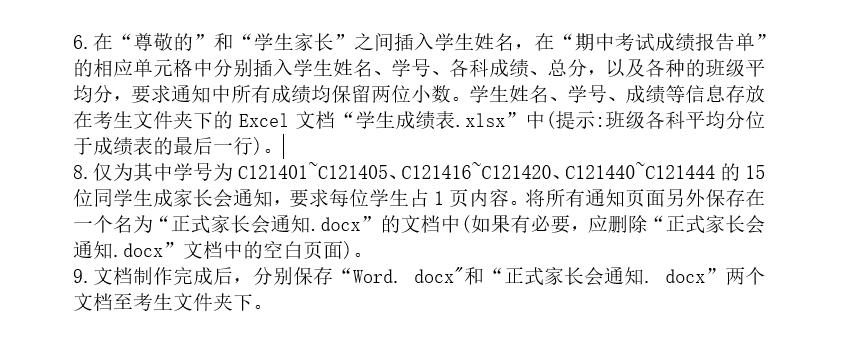 6.在“尊敬的”和“学生家长”之间插入学生姓名，在“期中考试成绩报告单”
的相应单元格中分别插入学生姓名、学号、各科成绩、总分，以及各种的班级平
均分，要求通知中所有成绩均保留两位小数。学生姓名、学号、成绩等信息存放
在考生文件夹下的 Excel 文档“学生成绩表.xlsx”中(提示:班级各科平均分位
于成绩表的最后一行)。
8.仅为其中学号为 C121401~C121405、C121416~C121420、C121440~C121444 的 15
位同学生成家长会通知，要求每位学生占 1 页内容。将所有通知页面另外保存在
一个名为“正式家长会通知.docx”的文档中(如果有必要，应删除“正式家长会
通知.docx”文档中的空白页面)。
9.文档制作完成后，分别保存“Word. docx"和“正式家长会通知. docx”两个
文档至考生文件夹下。